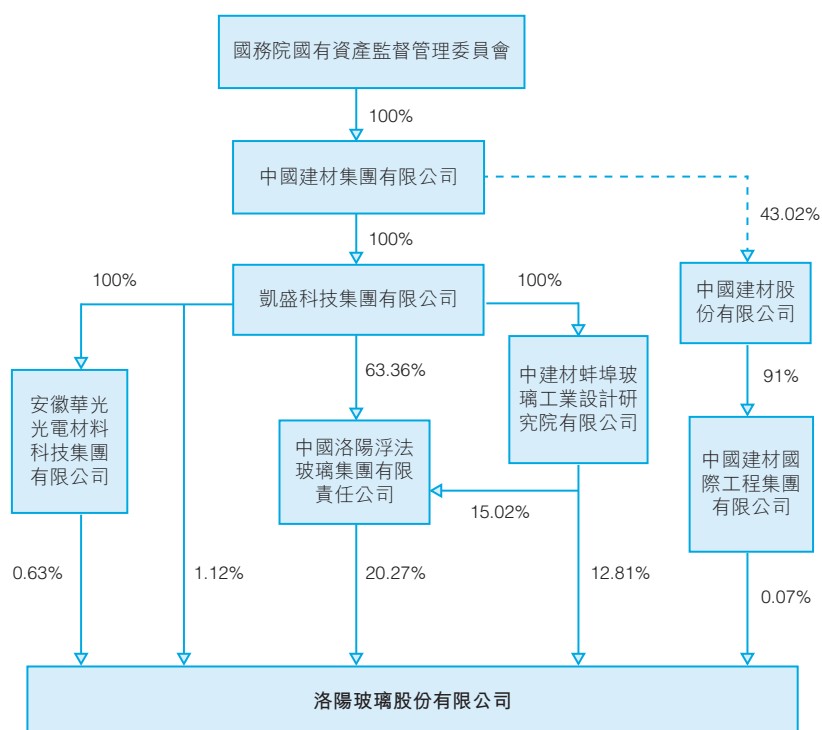 國務院國有資產監督管理委員會
100%
中國建材集團有限公司
43.02%
100%
100%
凱盛科技集團有限公司
100%
中國建材股
份有限公司
63.36%
91%
安徽華光
光電材料
科技集團
有限公司
中建材蚌埠玻
璃工業設計研
究院有限公司
中國洛陽浮法
玻璃集團有限
責任公司
中國建材國
際工程集團
有限公司
15.02%
0.63%
1.12%
20.27%
12.81%
0.07%
洛陽玻璃股份有限公司